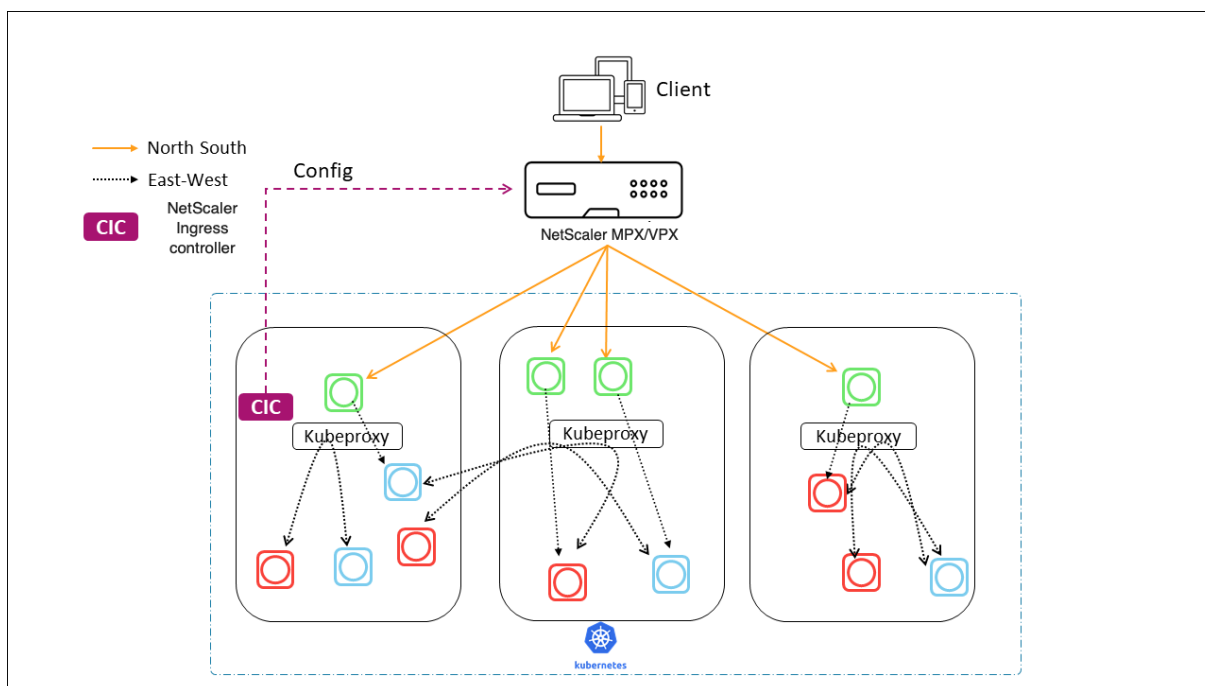 Client
North South
Config
East-West
CIC
NetScaler
Ingress
controller
NetScaler MPX/VPX
CIC
Kubeproxy
Kubeproxy
Kubeproxy
kubernetes